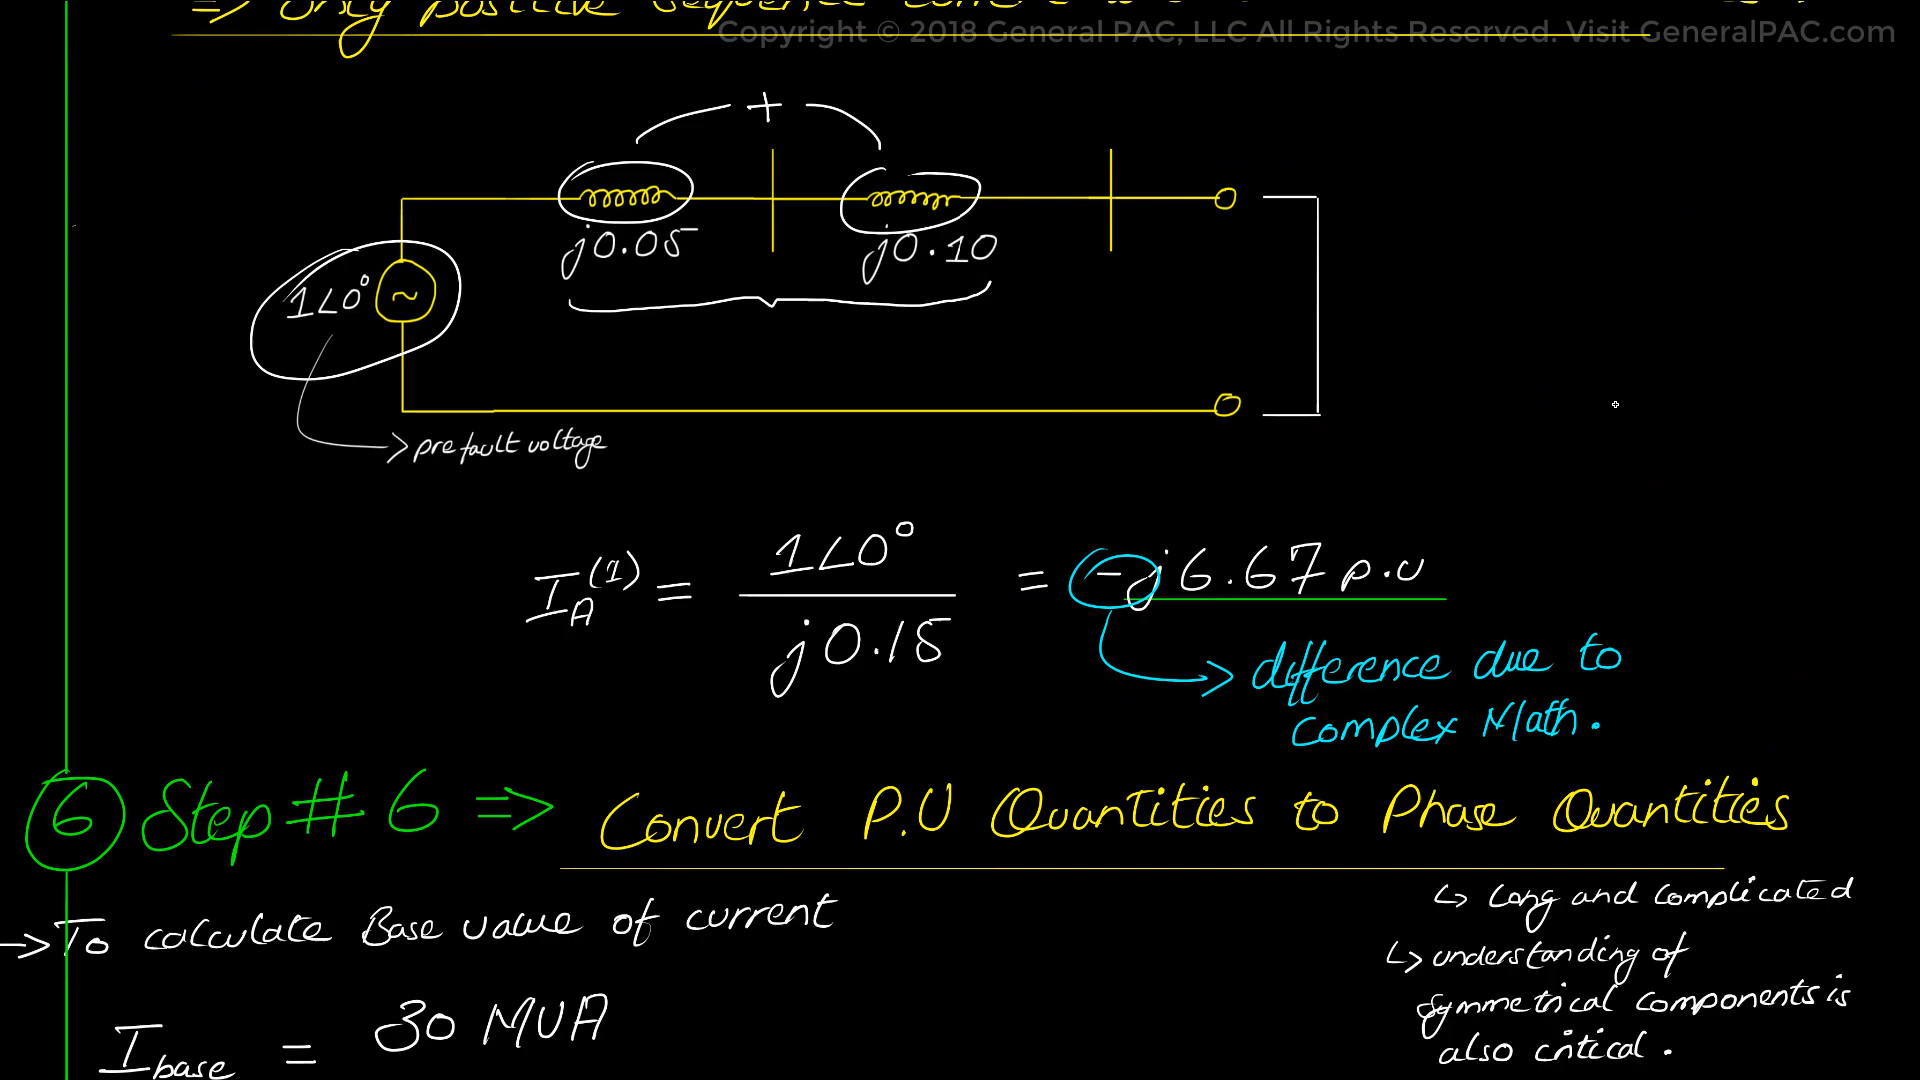 => only positive sequence
Copyright © 2018 General PAC, LLC All Rights Reserved. Visit GeneralPAC.com
+
j0.05 j0.10
1∠0° ~
prefault voltage
I_A^(1) = 1∠0° / j0.15 = -j6.67 p.u
difference due to
complex Math.
6 Step # 6 => Convert P.U Quantities to Phase Quantities
↳ Long and complicated
→ To calculate Base value of current
↳ understanding of
symmetrical components is
also critical.
I_base = 30 MVA